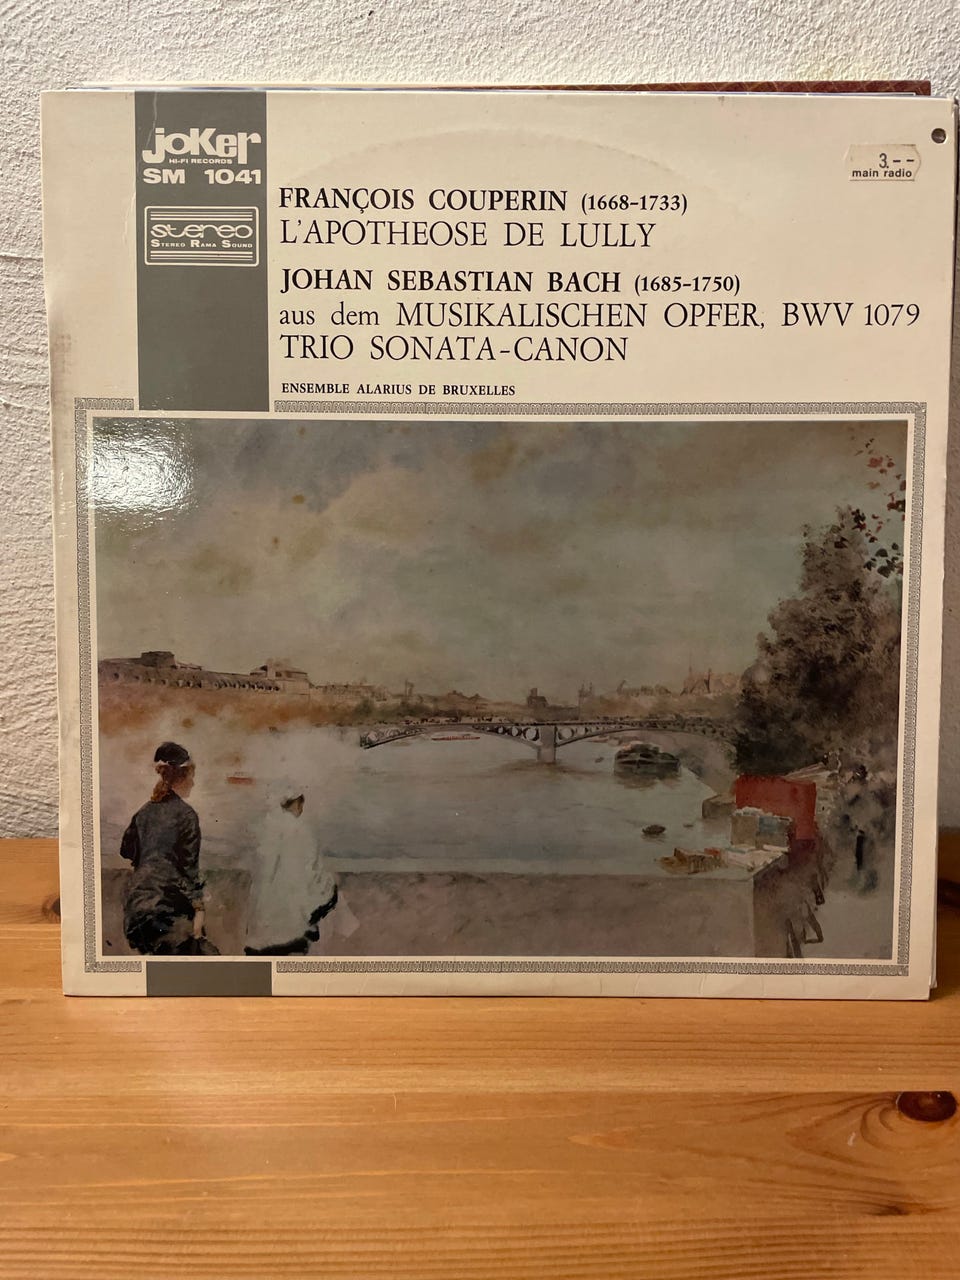 joKer
HI-FI RECORDS
SM 1041
stereo
STEREO RAMA SOUND
3.--
main radio
FRANÇOIS COUPERIN (1668-1733)
L'APOTHEOSE DE LULLY
JOHAN SEBASTIAN BACH (1685-1750)
aus dem MUSIKALISCHEN OPFER, BWV 1079
TRIO SONATA-CANON
ENSEMBLE ALARIUS DE BRUXELLES